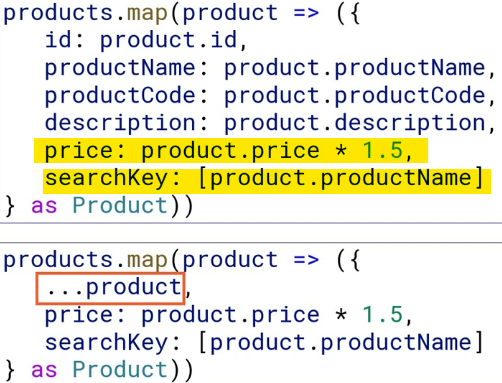 products.map(product => ({
id: product.id,
productName: product.productName,
productCode: product.productCode,
description: product.description,
price: product.price * 1.5,
searchKey: [product.productName]
} as Product))
products.map(product => ({
...product,
price: product.price * 1.5,
searchKey: [product.productName]
} as Product))